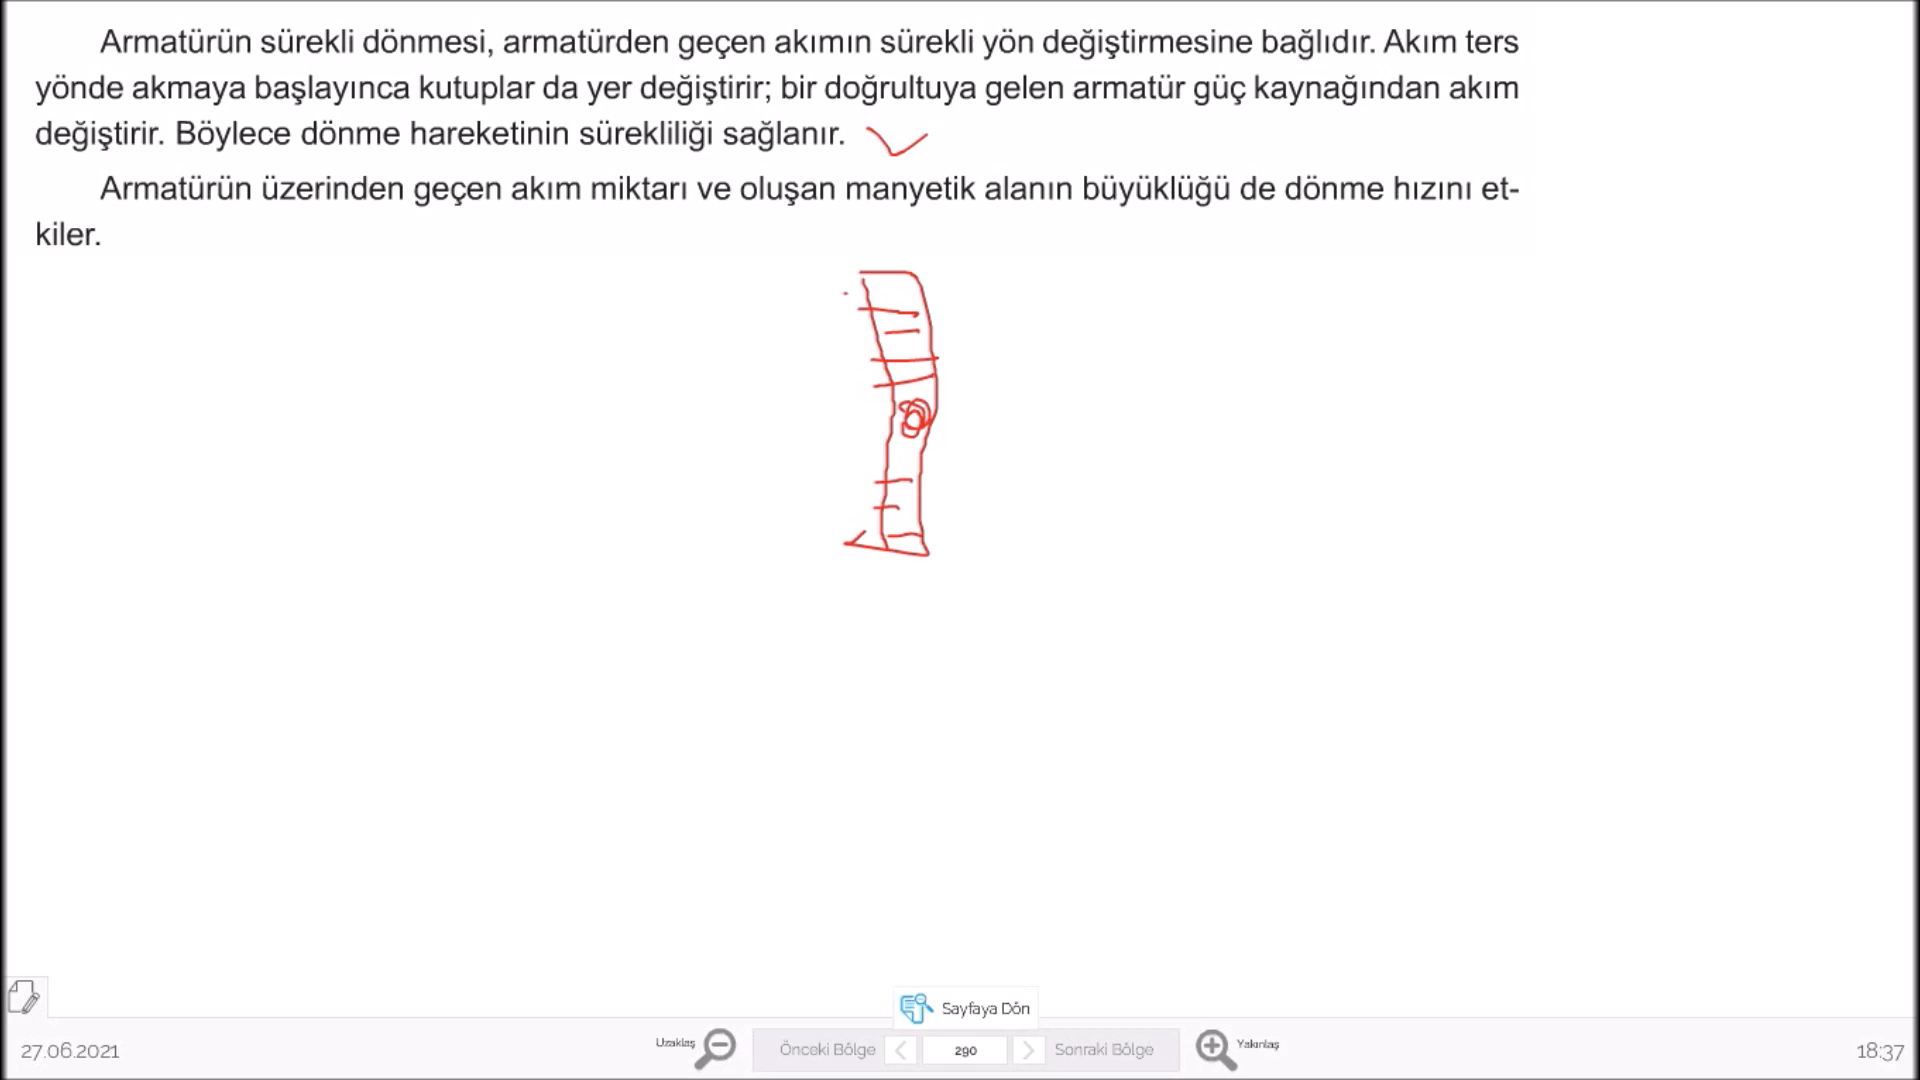 Armatürün sürekli dönmesi, armatürden geçen akımın sürekli yön değiştirmesine bağlıdır. Akım ters
yönde akmaya başlayınca kutuplar da yer değiştirir; bir doğrultuya gelen armatür güç kaynağından akım
değiştirir. Böylece dönme hareketinin sürekliliği sağlanır.
Armatürün üzerinden geçen akım miktarı ve oluşan manyetik alanın büyüklüğü de dönme hızını et-
kiler.
Sayfaya Dön
27.06.2021
Uzaklaş
Önceki Bölge
290
Sonraki Bölge
Yakınlaş
18:37